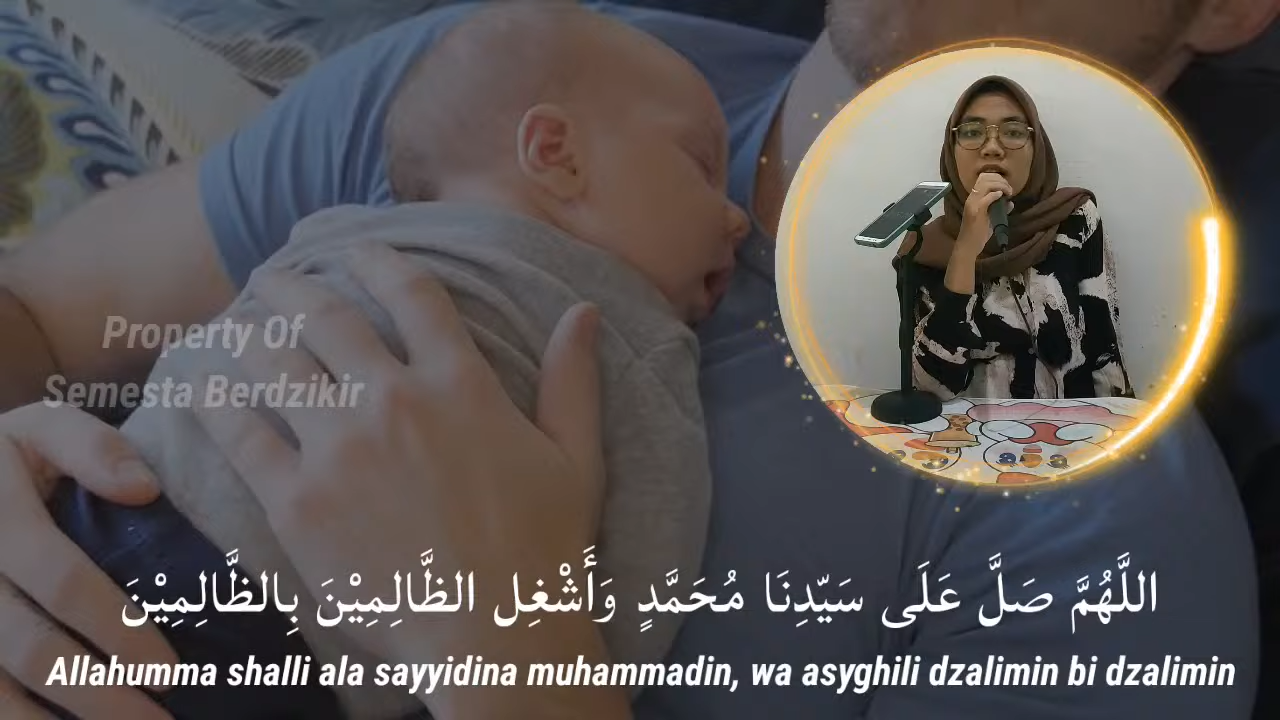 Property Of
Semesta Berdzikir
اللَّهُمَّ صَلَّ عَلَى سَيِّدِنَا مُحَمَّدٍ وَأَشْغِل الظَّالِمِيْنَ بِالظَّالِمِيْنَ
Allahumma shalli ala sayyidina muhammadin, wa asyghili dzalimin bi dzalimin